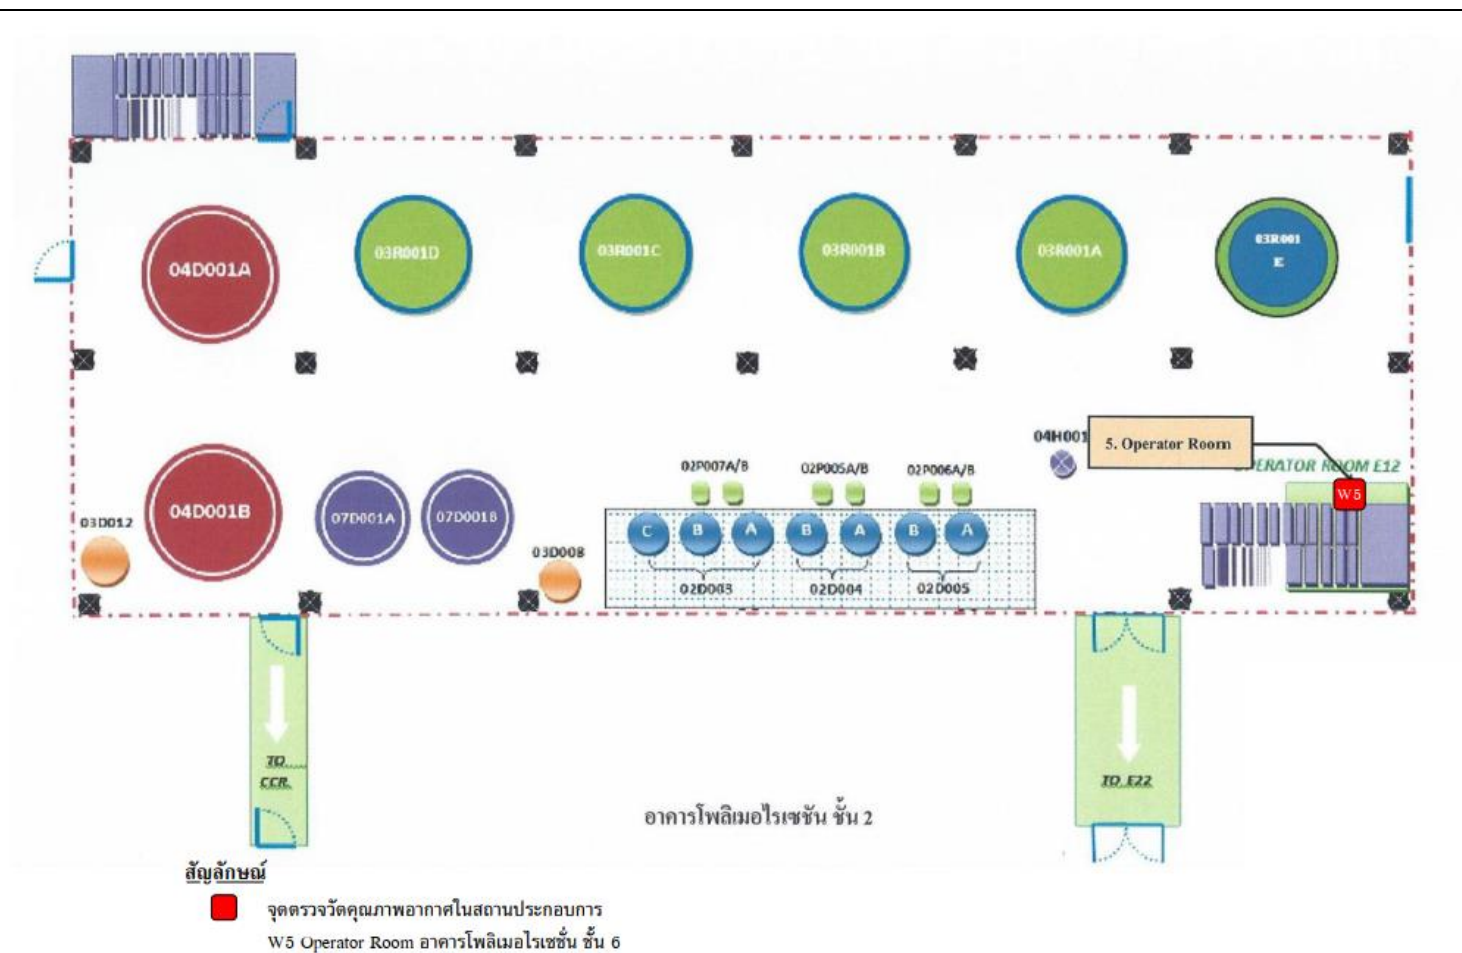 04D001A
03R001D
03R001C
03R001B
03R001A
03R001
E
04H001
5. Operator Room
OPERATOR ROOM E12
W5
02P007A/B
02P005A/B
02P006A/B
03D012
04D001B
07D001A
07D001B
03D008
C
B
A
B
A
B
A
02D003
02D004
02D005
TO
CCR
TO E22
อาคารโพลิเมอไรเซชัน ชั้น 2
สัญลักษณ์
จุดตรวจวัดคุณภาพอากาศในสถานประกอบการ
W5 Operator Room อาคารโพลิเมอไรเซชั่น ชั้น 6